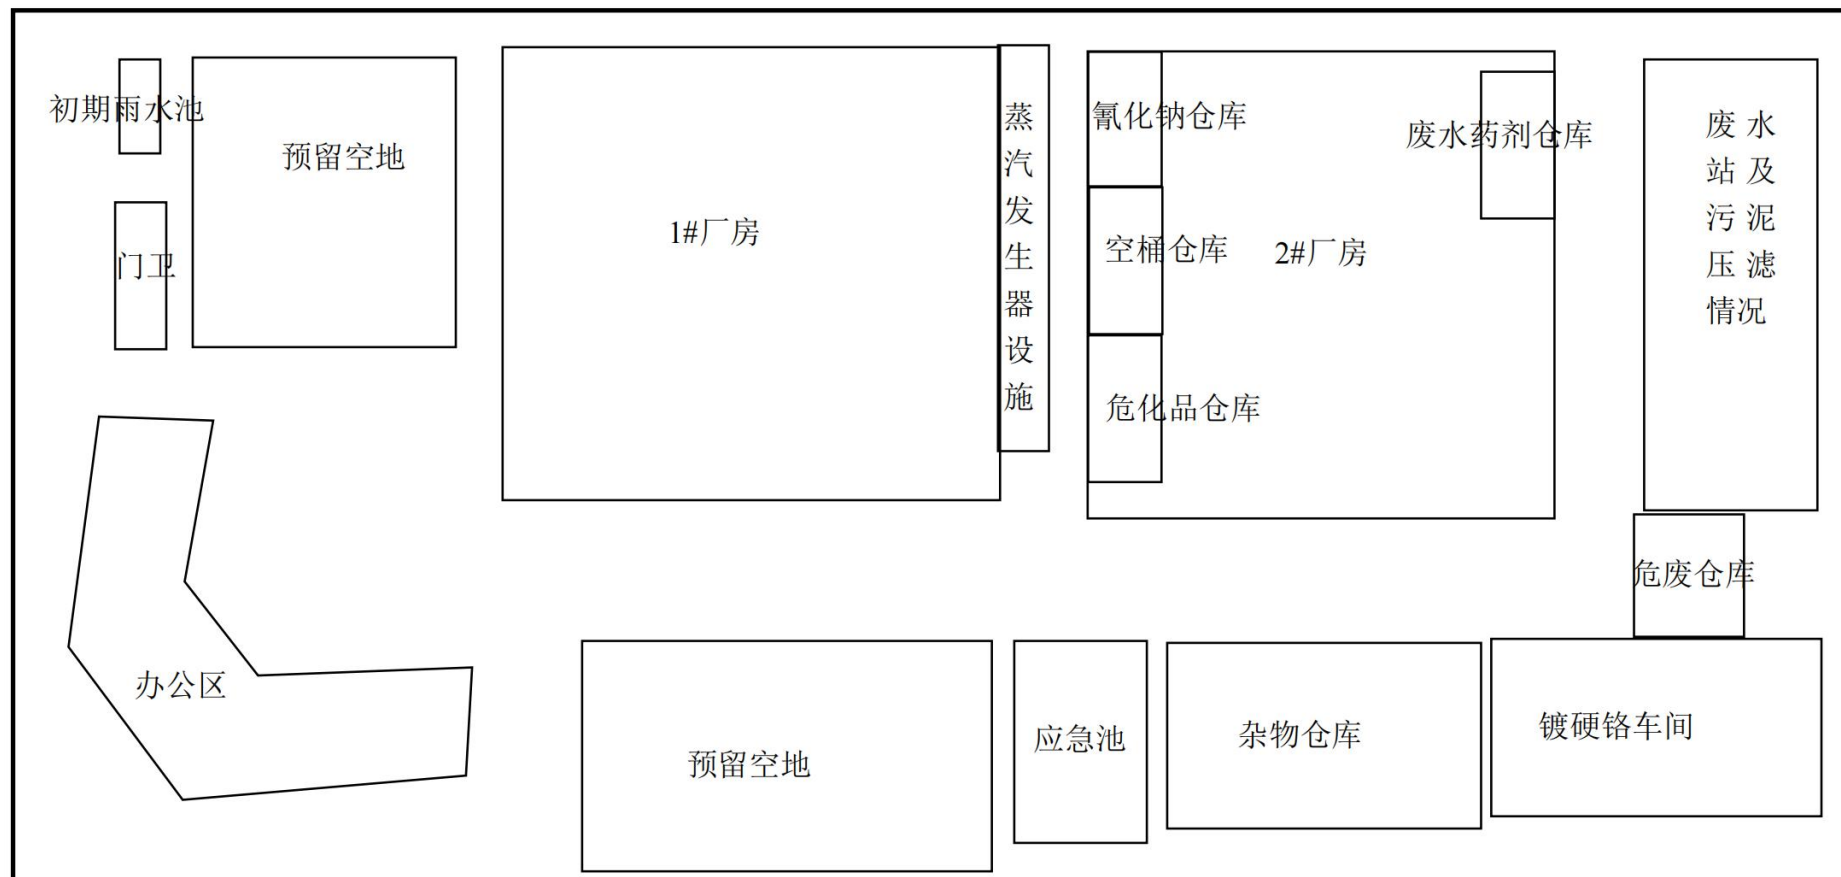 初期雨水池
预留空地
门卫
1#厂房
蒸
汽
发
生
器
设
施
氰化钠仓库
空桶仓库
危化品仓库
2#厂房
废水药剂仓库
废 水
站 及
污 泥
压 滤
情况
危废仓库
办公区
预留空地
应急池
杂物仓库
镀硬铬车间